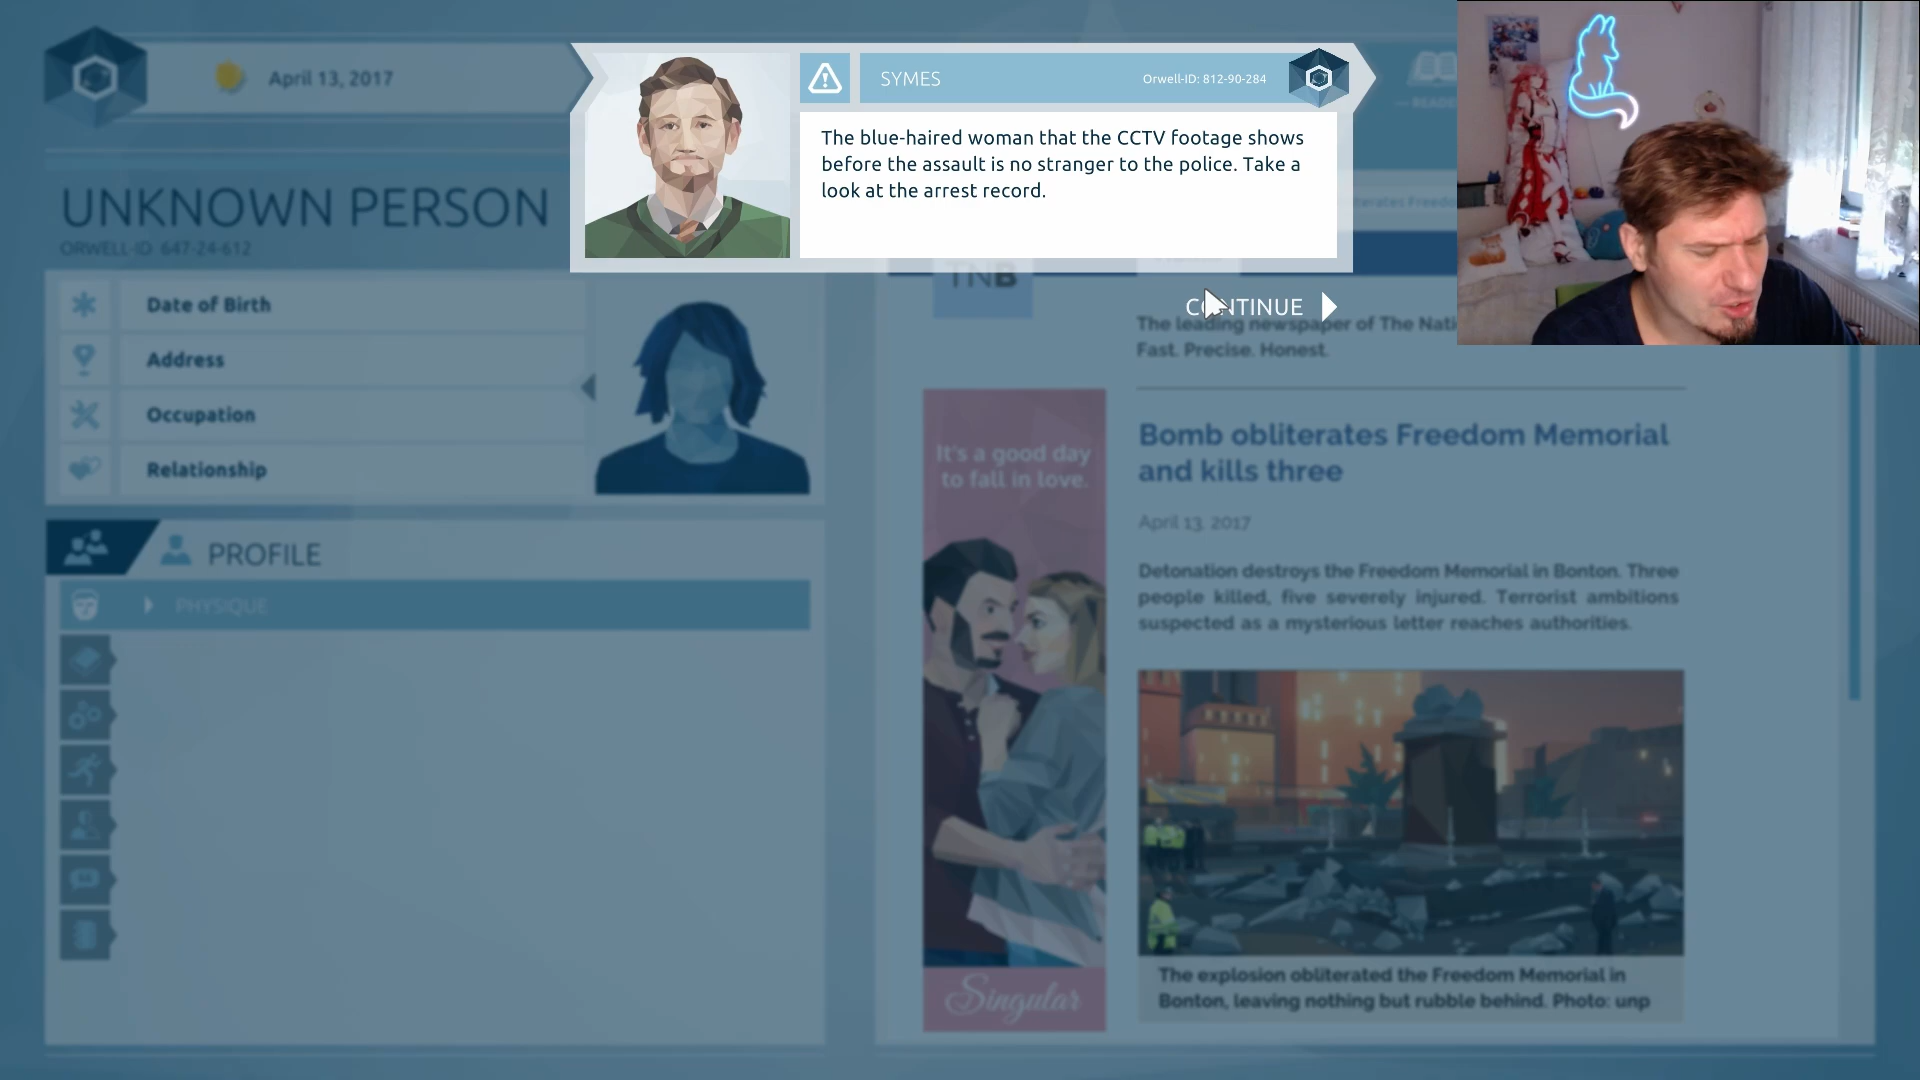 April 13, 2017
SYMES
Orwell-ID: 812-90-284
The blue-haired woman that the CCTV footage shows
before the assault is no stranger to the police. Take a
look at the arrest record.
CONTINUE
UNKNOWN PERSON
ORWELL-ID: 647-24-612
Date of Birth
Address
Occupation
Relationship
PROFILE
PHYSIQUE
TNB
The leading newspaper of The Nati
Fast. Precise. Honest.
It's a good day
to fall in love.
Singular
Bomb obliterates Freedom Memorial
and kills three
April 13, 2017
Detonation destroys the Freedom Memorial in Bonton. Three
people killed, five severely injured. Terrorist ambitions
suspected as a mysterious letter reaches authorities.
The explosion obliterated the Freedom Memorial in
Bonton, leaving nothing but rubble behind. Photo: unp